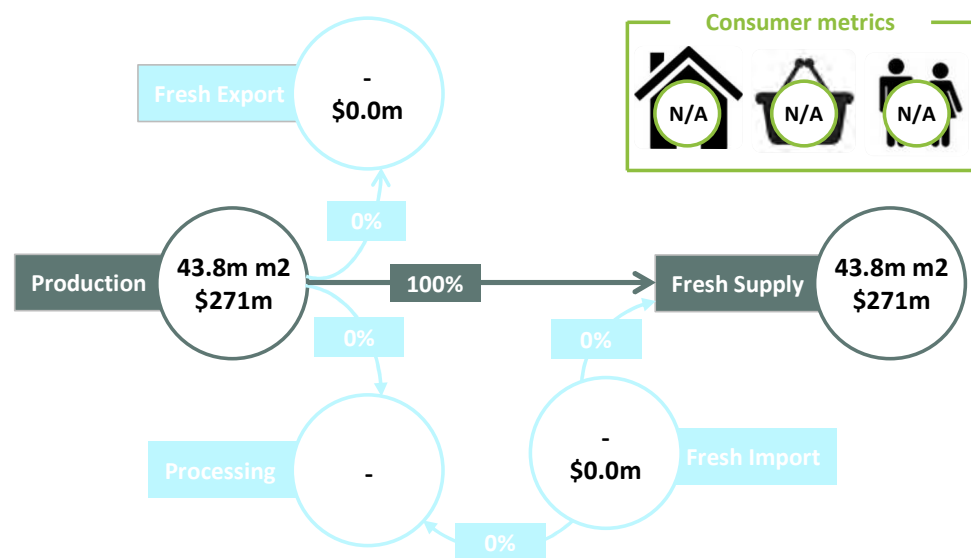 Consumer metrics
N/A
N/A
N/A
Fresh Export
-
$0.0m
0%
Production
43.8m m2
$271m
100%
Fresh Supply
43.8m m2
$271m
0%
0%
Processing
-
-
$0.0m
Fresh Import
0%